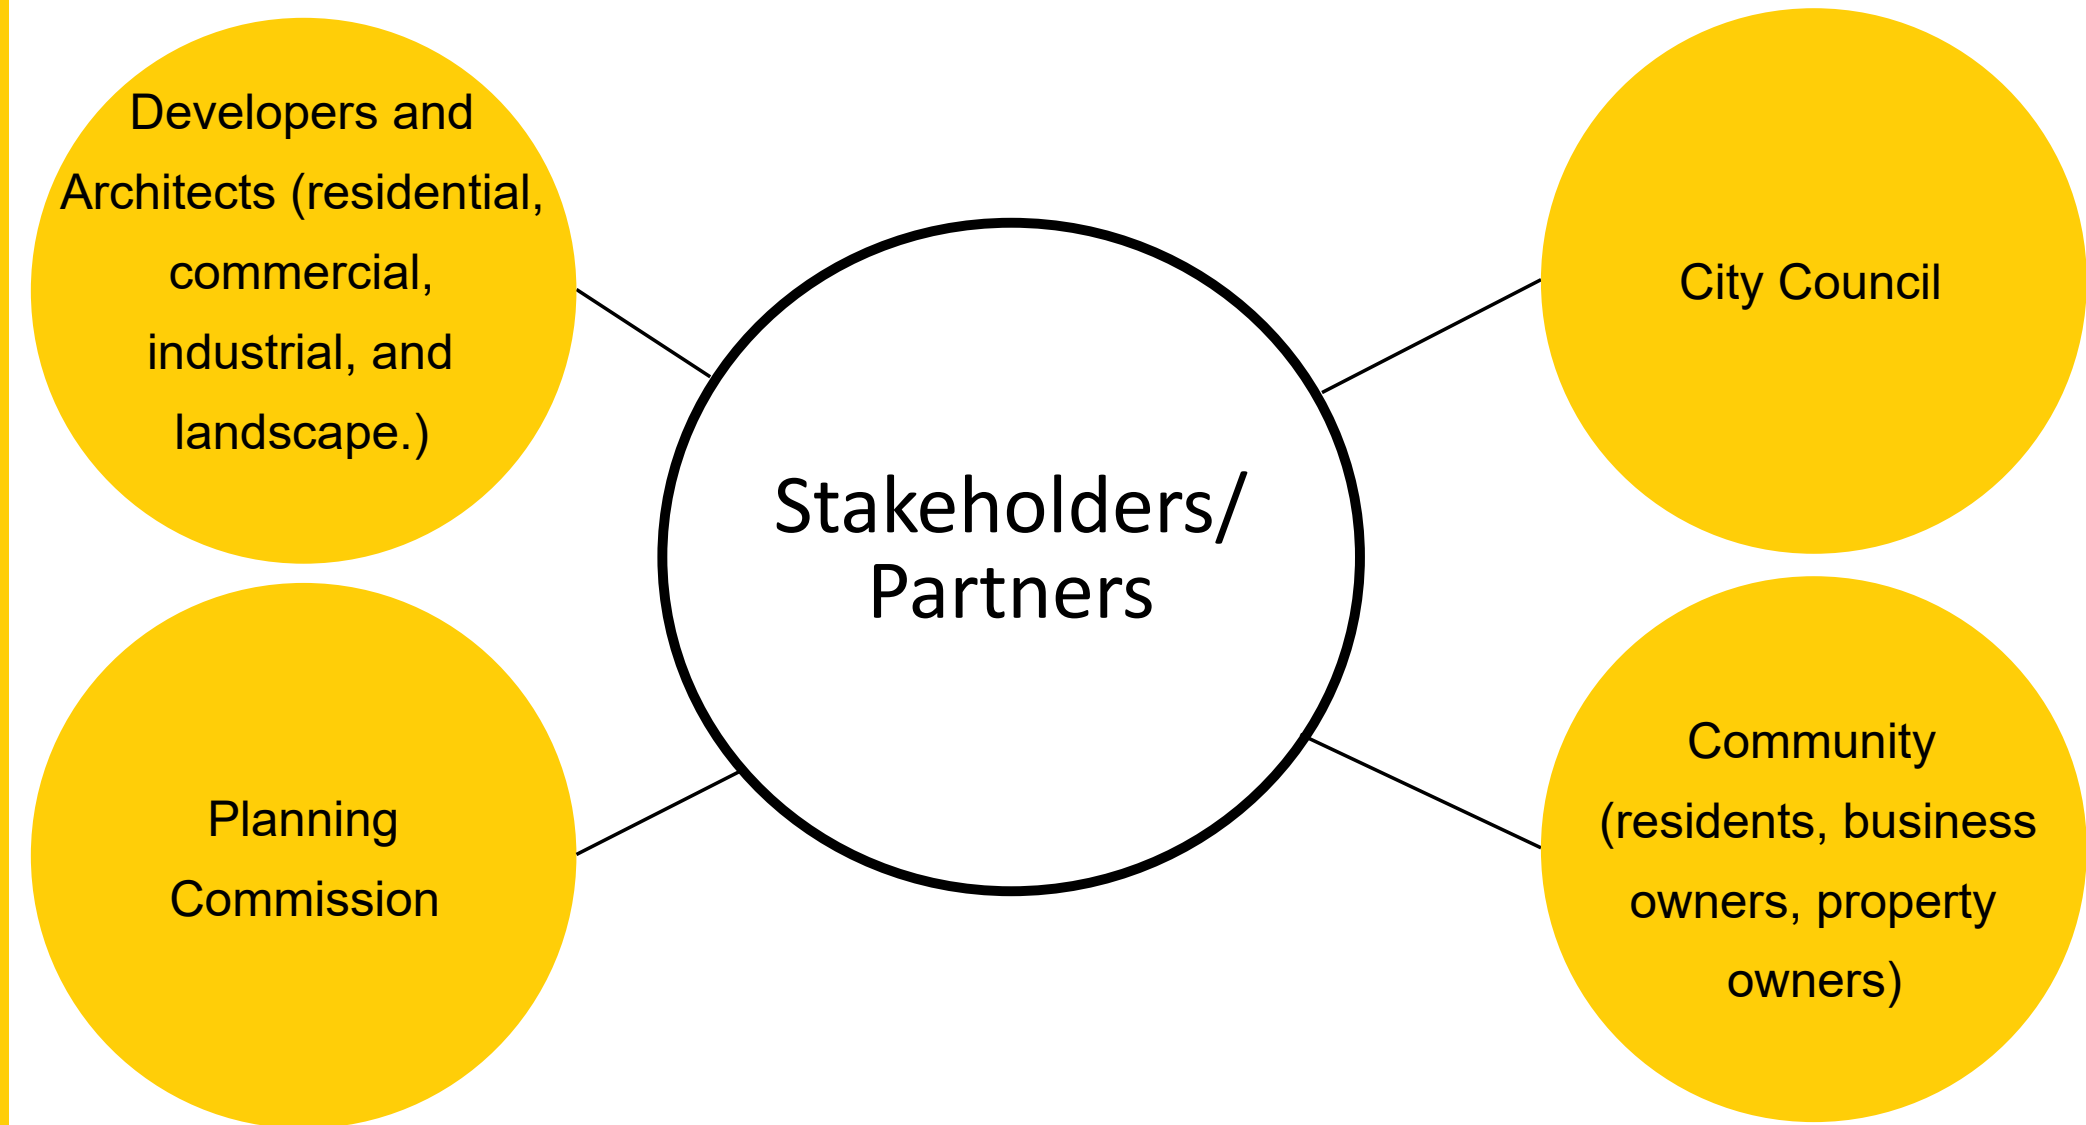 Developers and
Architects (residential,
commercial,
industrial, and
landscape.)
City Council
Stakeholders/
Partners
Planning
Commission
Community
(residents, business
owners, property
owners)